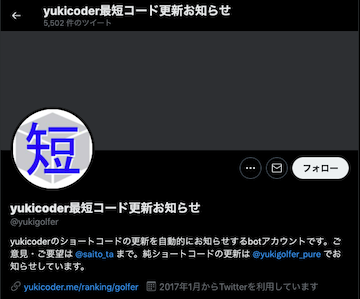 yukicoder最短コード更新お知らせ
5,502 件のツイート
短
フォロー
yukicoder最短コード更新お知らせ
@yukigolfer
yukicoderのショートコードの更新を自動的にお知らせするbotアカウントです。ご
意見・ご要望は @saito_ta まで。純ショートコードの更新は @yukigolfer_pure で
お知らせしています。
yukicoder.me/ranking/golfer 2017年1月からTwitterを利用しています